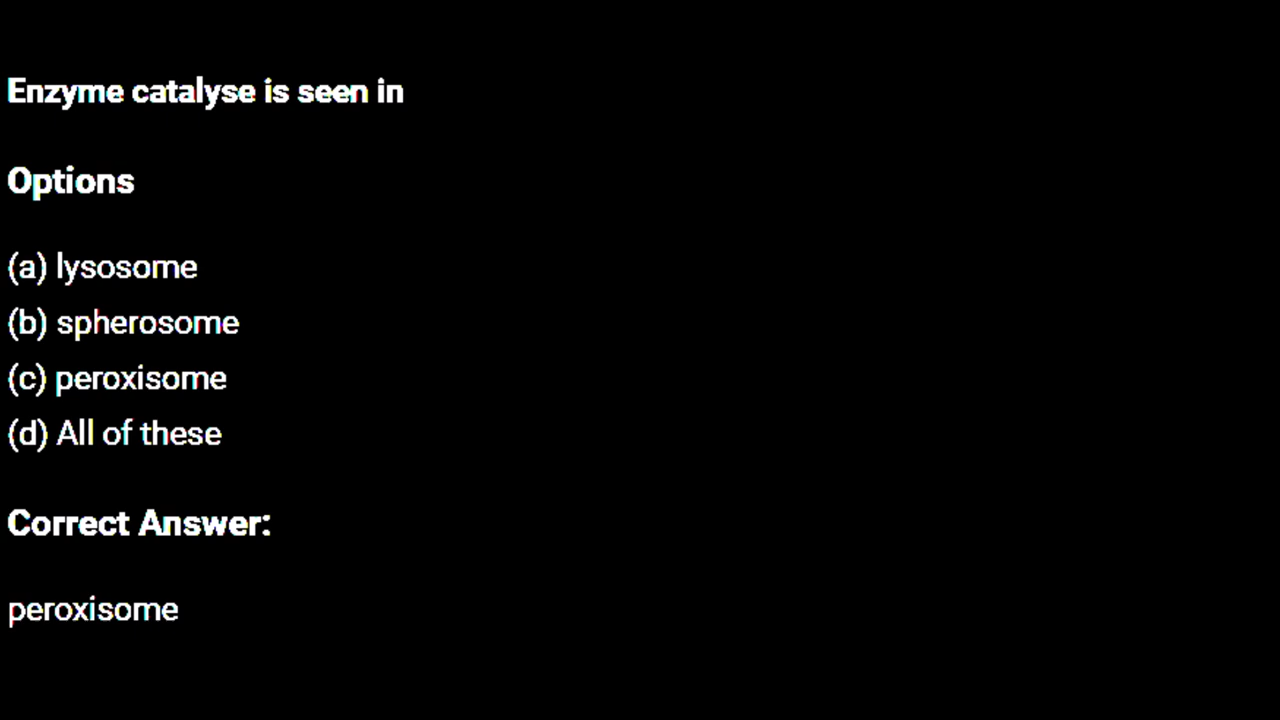 Enzyme catalyse is seen in
Options
(a) lysosome
(b) spherosome
(c) peroxisome
(d) All of these
Correct Answer:
peroxisome